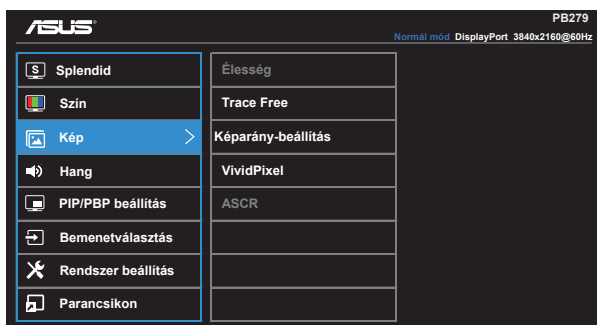 ASUS
PB279
Normál mód DisplayPort 3840x2160@60Hz
S Splendid
Szín
Kép
Hang
PIP/PBP beállítás
Bemenetválasztás
Rendszer beállítás
Parancsikon
Élesség
Trace Free
Képarány-beállítás
VividPixel
ASCR